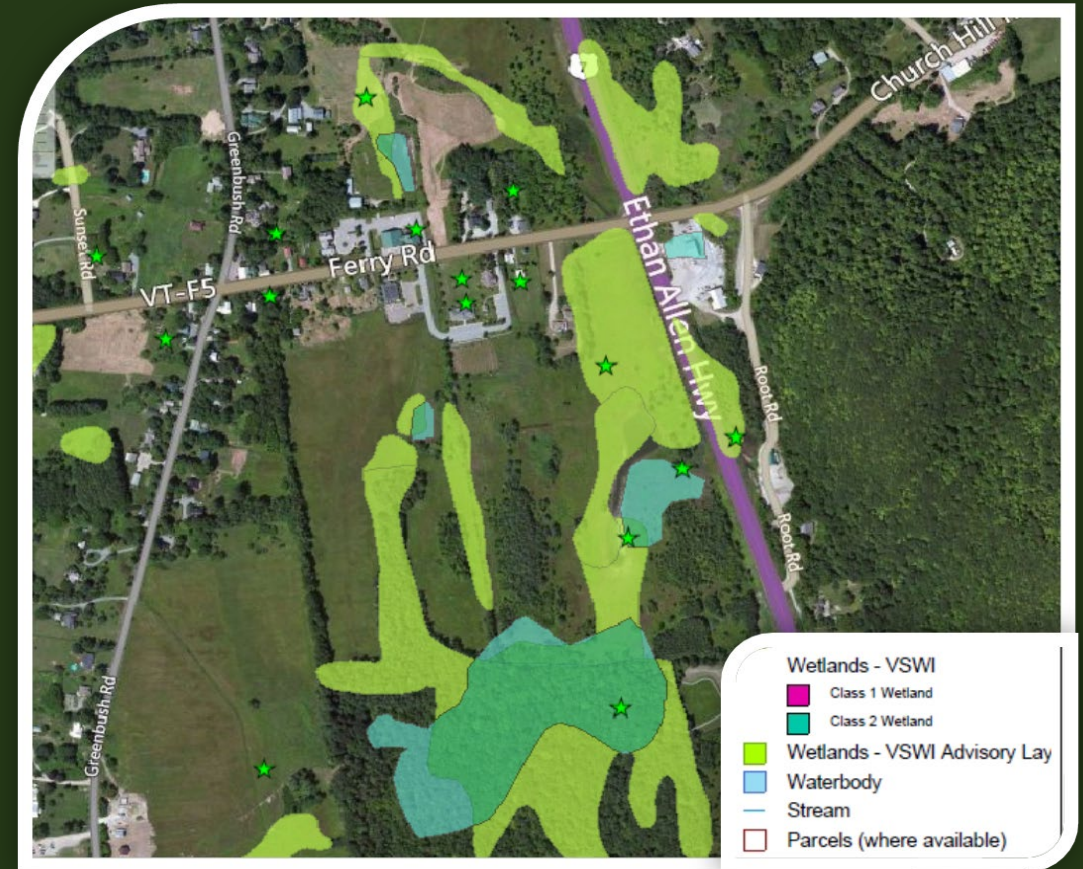 7
Church Hill
Greenbush Rd
Sunset Rd
Ethan Allen Hwy
Ferry Rd
VT-F5
Root Rd
Root Rd
Greenbush Rd
Wetlands - VSWI
Class 1 Wetland
Class 2 Wetland
Wetlands - VSWI Advisory Lay
Waterbody
Stream
Parcels (where available)